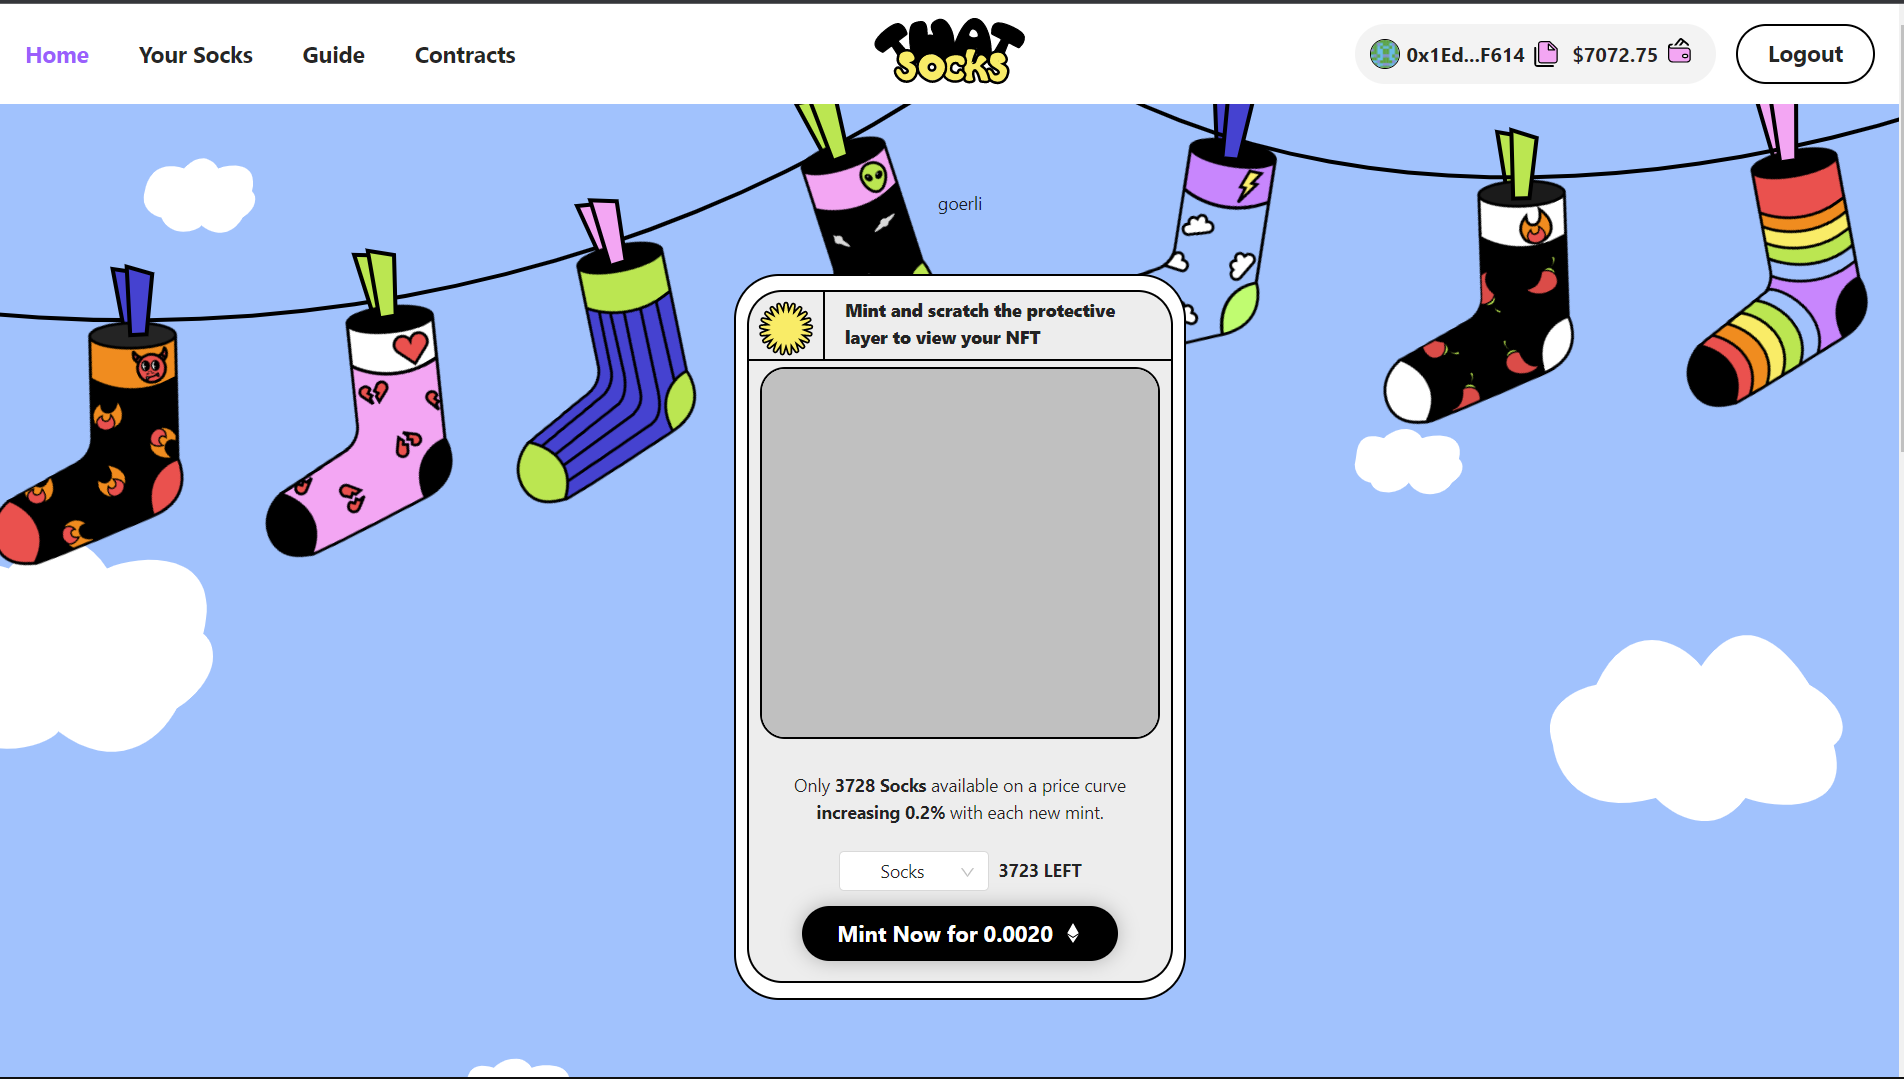 Home
Your Socks
Guide
Contracts
THAT
SOCKS
0x1Ed...F614
$7072.75
Logout
goerli
Mint and scratch the protective
layer to view your NFT
Only 3728 Socks available on a price curve
increasing 0.2% with each new mint.
Socks
3723 LEFT
Mint Now for 0.0020